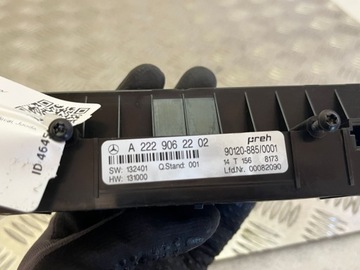 A 222 906 22 02
SW: 132401 Q.Stand: 001
HW: 131000
preh
90120-885/0001
14 T 156 8173
Lfd.Nr. 00082090
ID:464